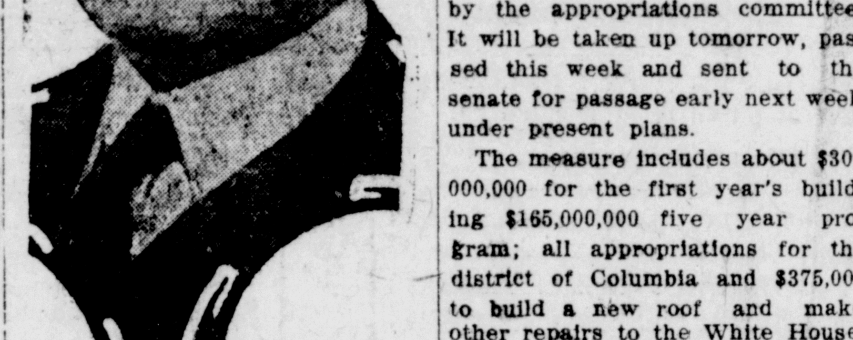 by the appropriations committee
It will be taken up tomorrow, pas
sed this week and sent to th
senate for passage early next week
under present plans.
The measure includes about $30
000,000 for the first year's build
ing $165,000,000 five year pro
gram; all appropriations for th
district of Columbia and $375,00
to build a new roof and mak
other repairs to the White House